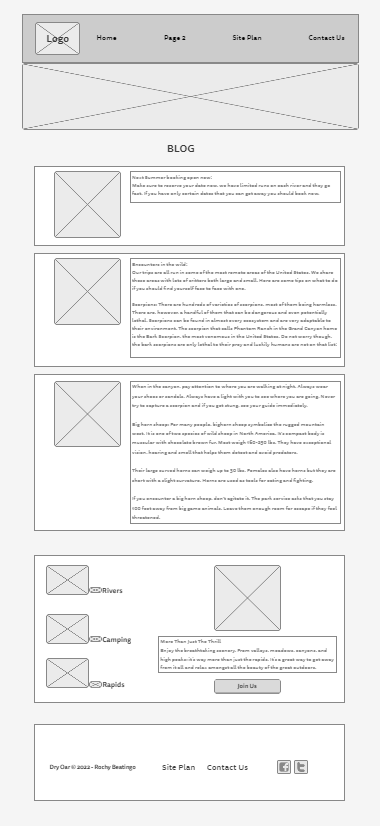 Logo
Home Page 2 Site Plan Contact Us
BLOG
Next Summer booking open now!
Make sure to reserve your date now, we have limited runs on each river and they go
fast. If you have only certain dates that you can get away you should book now.
Encounters in the wild!
Our trips are all run in some of the most remote areas of the United States. We share
these areas with lots of critters both large and small. Here are some tips on what to do
if you should find yourself face to face with one.
Scorpions: There are hundreds of varieties of scorpions, most of them being harmless.
There are, however a handful of them that can be dangerous and even potentially
lethal. Scorpions can be found in almost every ecosystem and are very adaptable to
their environment. The scorpion that calls Phantom Ranch in the Grand Canyon home
is the bark Scorpion, the most venomous in the United States. Do not worry though,
the bark scorpions are only lethal to their prey and luckily humans are not on that list!
When in the canyon, pay attention to where you are walking at night. Always wear
your shoes or sandals. Always have a light with you to see where you are going. Never
try to capture a scorpion and if you get stung, see your guide immediately.
Big horn sheep: For many people, bighorn sheep symbolize the rugged mountain
west. It is one of two species of wild sheep in North America. It's compact body is
muscular with chocolate brown fur. Most weigh 160-250 lbs. They have exceptional
vision, hearing and smell that helps them detect and avoid predators.
Their large curved horns can weigh up to 30 lbs. Females also have horns but they are
short with a slight curvature. Horns are used as tools for eating and fighting.
If you encounter a big horn sheep, don't agitate it. The park service asks that you stay
100 feet away from big game animals. Leave them enough room for escape if they feel
threatened.
Rivers
Camping
Rapids
More Than Just The Thrill
Enjoy the breathtaking scenery. From valleys, meadows, canyons, and
high peaks: it's way more than just the rapids. It's a great way to get away
from it all and relax amongst all the beauty of the great outdoors.
Join Us
Dry Oar © 2022 - Rochy Beatingo Site Plan Contact Us